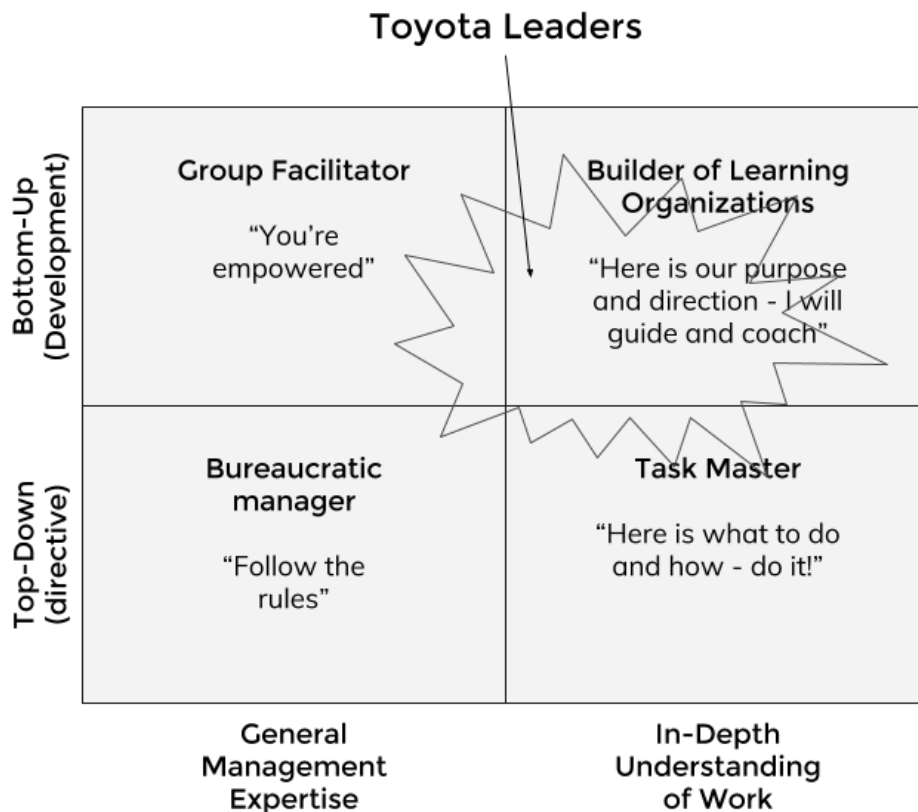 Toyota Leaders
Bottom-Up
(Development)
Group Facilitator
“You’re
empowered”
Builder of Learning
Organizations
“Here is our purpose
and direction - I will
guide and coach”
Top-Down
(directive)
Bureaucratic
manager
“Follow the
rules”
Task Master
“Here is what to do
and how - do it!”
General
Management
Expertise
In-Depth
Understanding
of Work